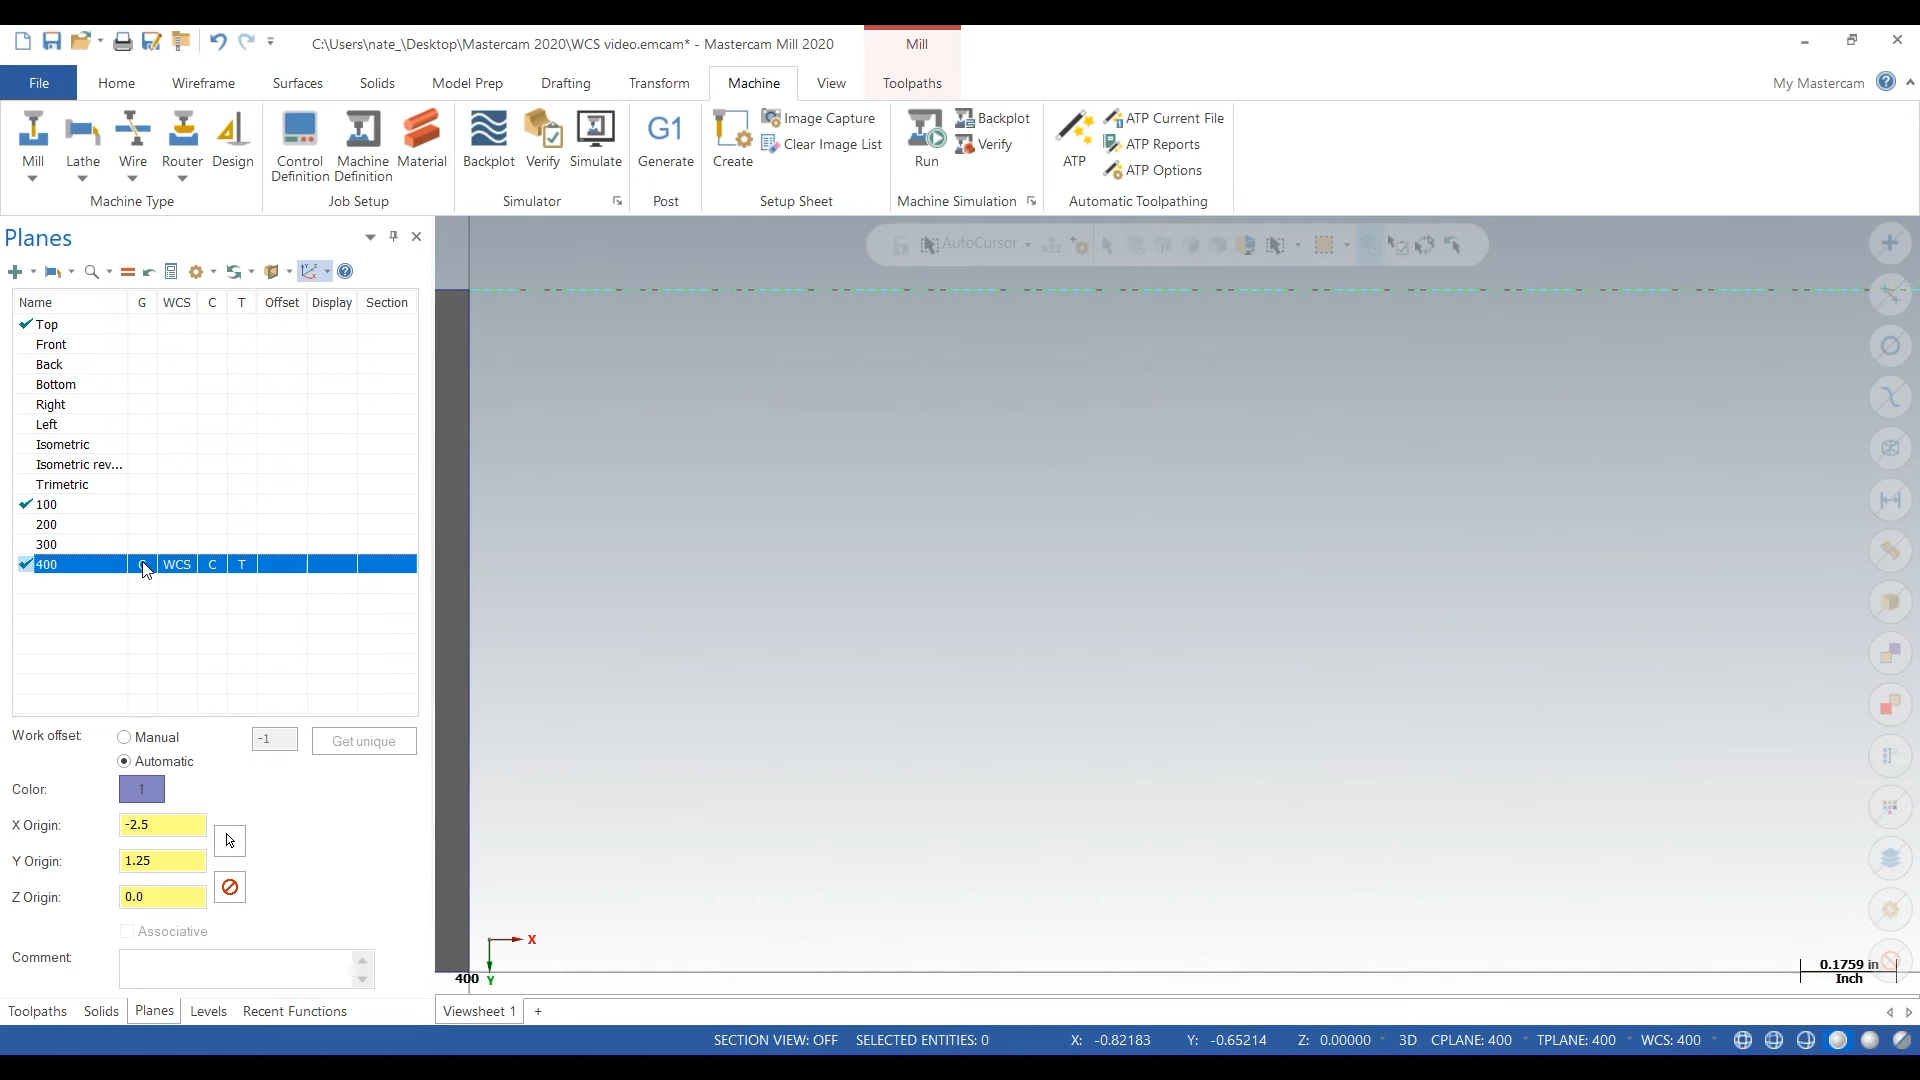 C:\Users\nate_\Desktop\Mastercam 2020\WCS video.emcam* - Mastercam Mill 2020
Mill
File
Home
Wireframe
Surfaces
Solids
Model Prep
Drafting
Transform
Machine
View
Toolpaths
My Mastercam
Mill
Lathe
Wire
Router
Design
Machine Type
Control
Definition
Machine
Definition
Material
Job Setup
Backplot
Verify
Simulate
Simulator
G1
Generate
Post
Create
Image Capture
Clear Image List
Setup Sheet
Run
Backplot
Verify
Machine Simulation
ATP
ATP Current File
ATP Reports
ATP Options
Automatic Toolpathing
Planes
AutoCursor
Name G WCS C T Offset Display Section
Top
Front
Back
Bottom
Right
Left
Isometric
Isometric rev...
Trimetric
100
200
300
400 G WCS C T
Work offset:
Manual
-1
Get unique
Automatic
Color:
1
X Origin:
-2.5
Y Origin:
1.25
Z Origin:
0.0
Associative
Comment:
X
Y
400
0.1759 in
Inch
Toolpaths
Solids
Planes
Levels
Recent Functions
Viewsheet 1
+
SECTION VIEW: OFF
SELECTED ENTITIES: 0
X: -0.82183
Y: -0.65214
Z: 0.00000
3D
CPLANE: 400
TPLANE: 400
WCS: 400